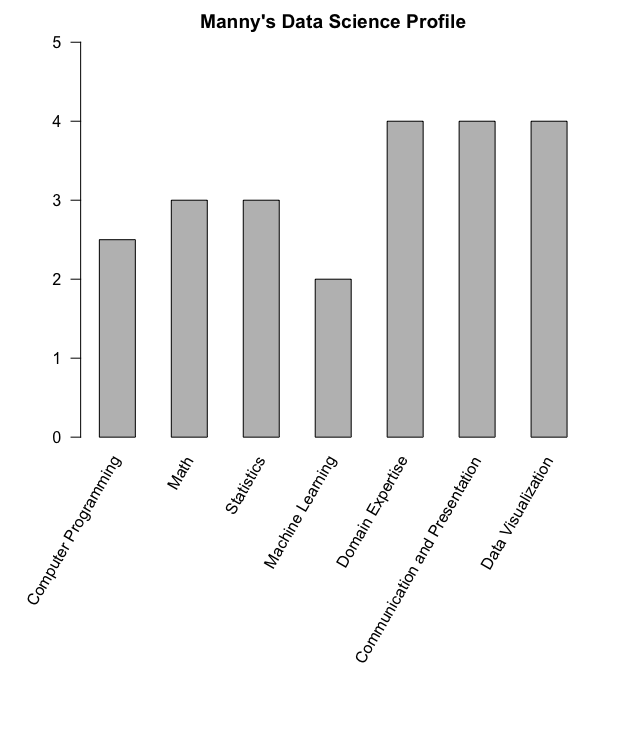 Manny's Data Science Profile
5
4
3
2
1
0
Computer Programming
Math
Statistics
Machine Learning
Domain Expertise
Communication and Presentation
Data Visualization